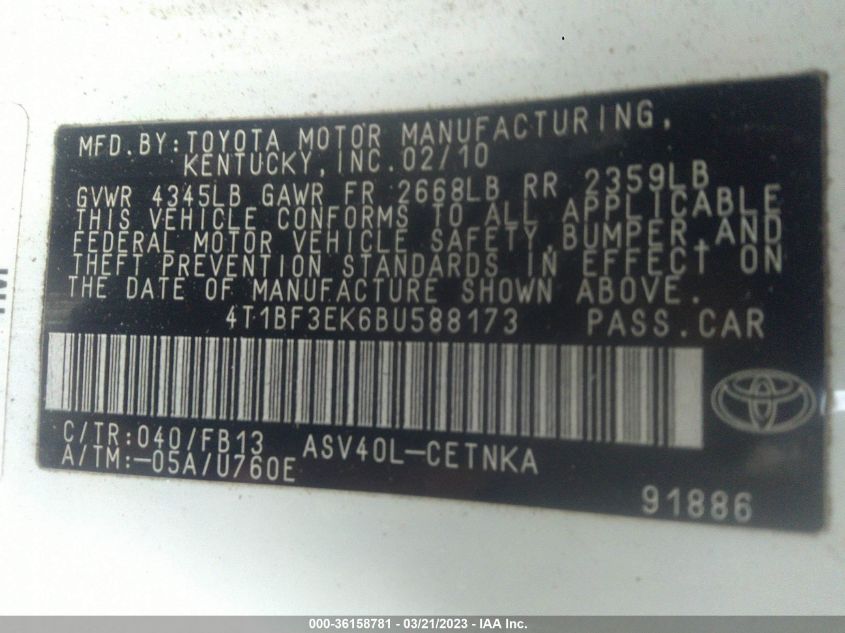 MFD.BY:TOYOTA MOTOR MANUFACTURING,
KENTUCKY,INC.02/10
GVWR 4345LB GAWR FR 2668LB RR 2359LB
THIS VEHICLE CONFORMS TO ALL APPLICABLE
FEDERAL MOTOR VEHICLE SAFETY,BUMPER,AND
THEFT PREVENTION STANDARDS IN EFFECT ON
THE DATE OF MANUFACTURE SHOWN ABOVE.
4T1BF3EK6BU588173 PASS.CAR
C/TR:040/FB13 ASV40L-CETNKA
A/TM:-05A/U760E
91886
000-36158781 - 03/21/2023 - IAA Inc.